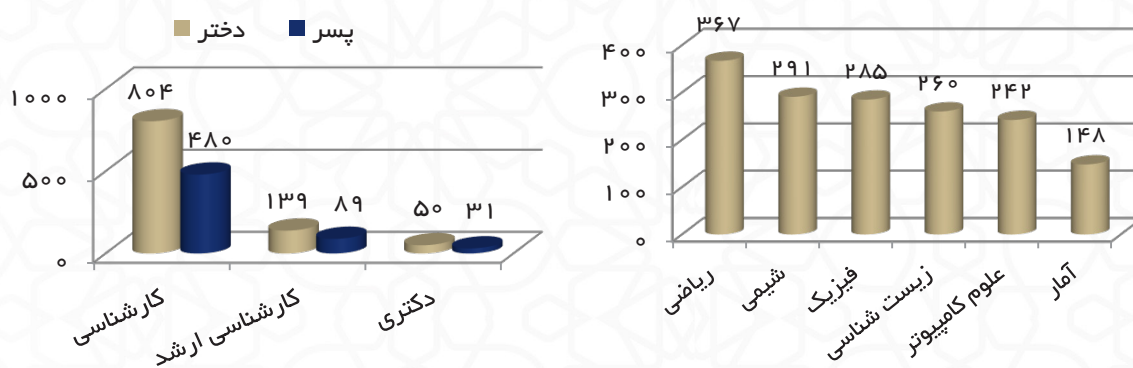 پسر دختر
۱۰۰۰
۵۰۰
۰
۸۰۴
۴۸۰
۱۳۹
۸۹
۵۰
۳۱
کارشناسی
کارشناسی ارشد
دکتری
۴۰۰
۳۰۰
۲۰۰
۱۰۰
۰
۳۶۷
۲۹۱
۲۸۵
۲۶۰
۲۴۲
۱۴۸
ریاضی
شیمی
فیزیک
زیست شناسی
علوم کامپیوتر
آمار